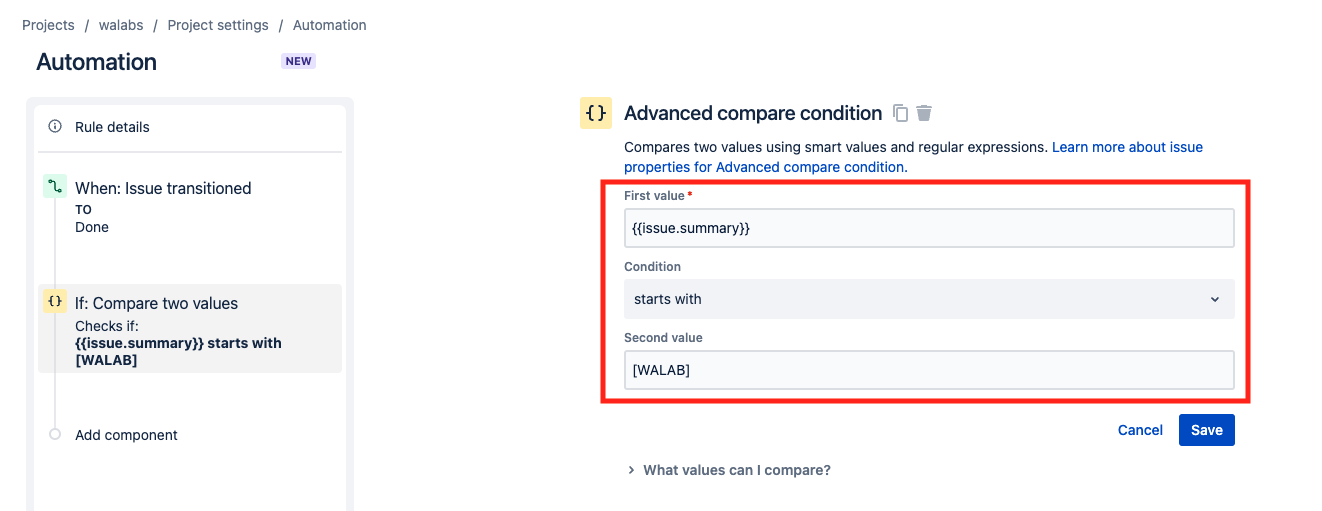 Projects / walabs / Project settings / Automation
Automation NEW
Rule details
When: Issue transitioned
TO
Done
{} If: Compare two values
Checks if:
{{issue.summary}} starts with
[WALAB]
Add component
{} Advanced compare condition
Compares two values using smart values and regular expressions. Learn more about issue
properties for Advanced compare condition.
First value *
{{issue.summary}}
Condition
starts with
Second value
[WALAB]
Cancel Save
What values can I compare?